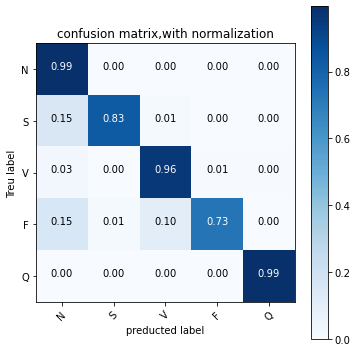 confusion matrix,with normalization
Treu label
N 0.99 0.00 0.00 0.00 0.00
S 0.15 0.83 0.01 0.00 0.00
V 0.03 0.00 0.96 0.01 0.00
F 0.15 0.01 0.10 0.73 0.00
Q 0.00 0.00 0.00 0.00 0.99
N S V F Q
preducted label
0.8
0.6
0.4
0.2
0.0